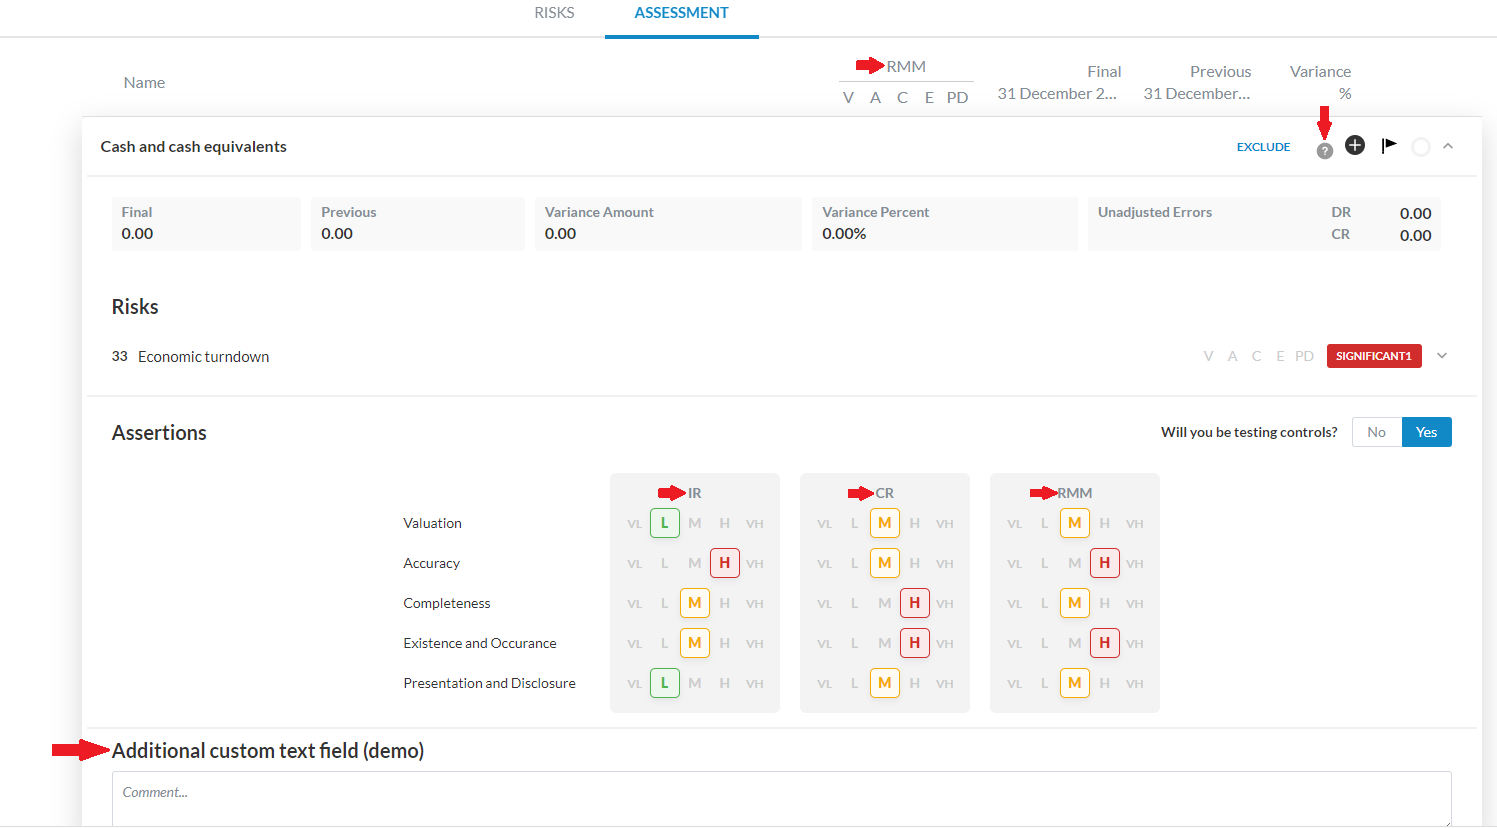 RISKS ASSESSMENT
RMM
Name Final Previous Variance
V A C E PD 31 December 2... 31 December... %
Cash and cash equivalents EXCLUDE ?
Final Previous Variance Amount Variance Percent Unadjusted Errors DR 0.00
0.00 0.00 0.00 0.00% CR 0.00
Risks
33 Economic turndown V A C E PD SIGNIFICANT1
Assertions Will you be testing controls? No Yes
IR CR RMM
Valuation VL L M H VH VL L M H VH VL L M H VH
Accuracy VL L M H VH VL L M H VH VL L M H VH
Completeness VL L M H VH VL L M H VH VL L M H VH
Existence and Occurance VL L M H VH VL L M H VH VL L M H VH
Presentation and Disclosure VL L M H VH VL L M H VH VL L M H VH
Additional custom text field (demo)
Comment...